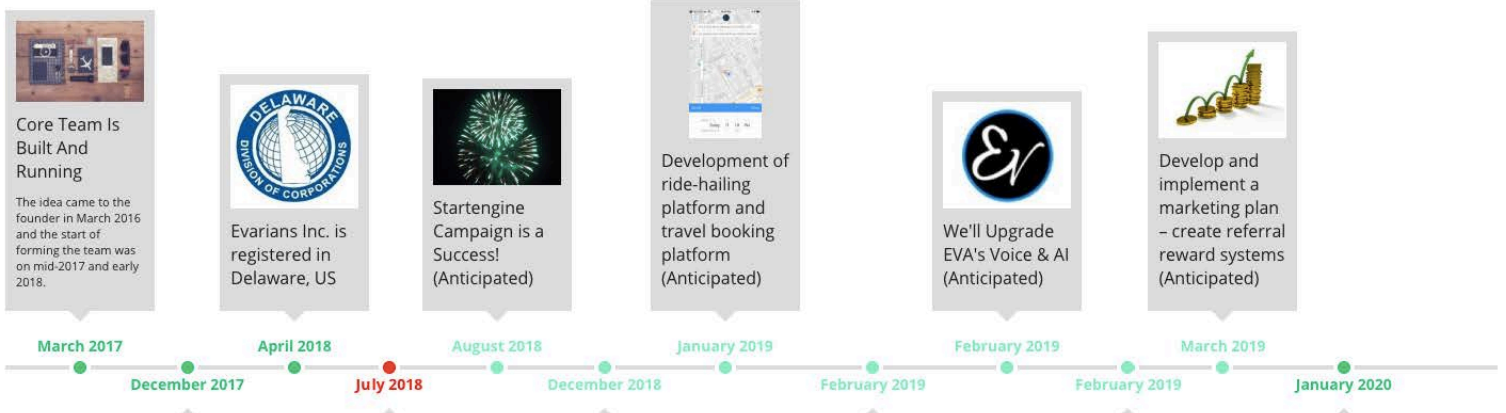 Core Team Is
Built And
Running
The idea came to the
founder in March 2016
and the start of
forming the team was
on mid-2017 and early
2018.
DELAWARE
DIVISION OF CORPORATIONS
Evarians Inc. is
registered in
Delaware, US
Startengine
Campaign is a
Success!
(Anticipated)
Development of
ride-hailing
platform and
travel booking
platform
(Anticipated)
Ev
We'll Upgrade
EVA's Voice & AI
(Anticipated)
Develop and
implement a
marketing plan
– create referral
reward systems
(Anticipated)
March 2017
December 2017
April 2018
July 2018
August 2018
December 2018
January 2019
February 2019
February 2019
February 2019
March 2019
January 2020